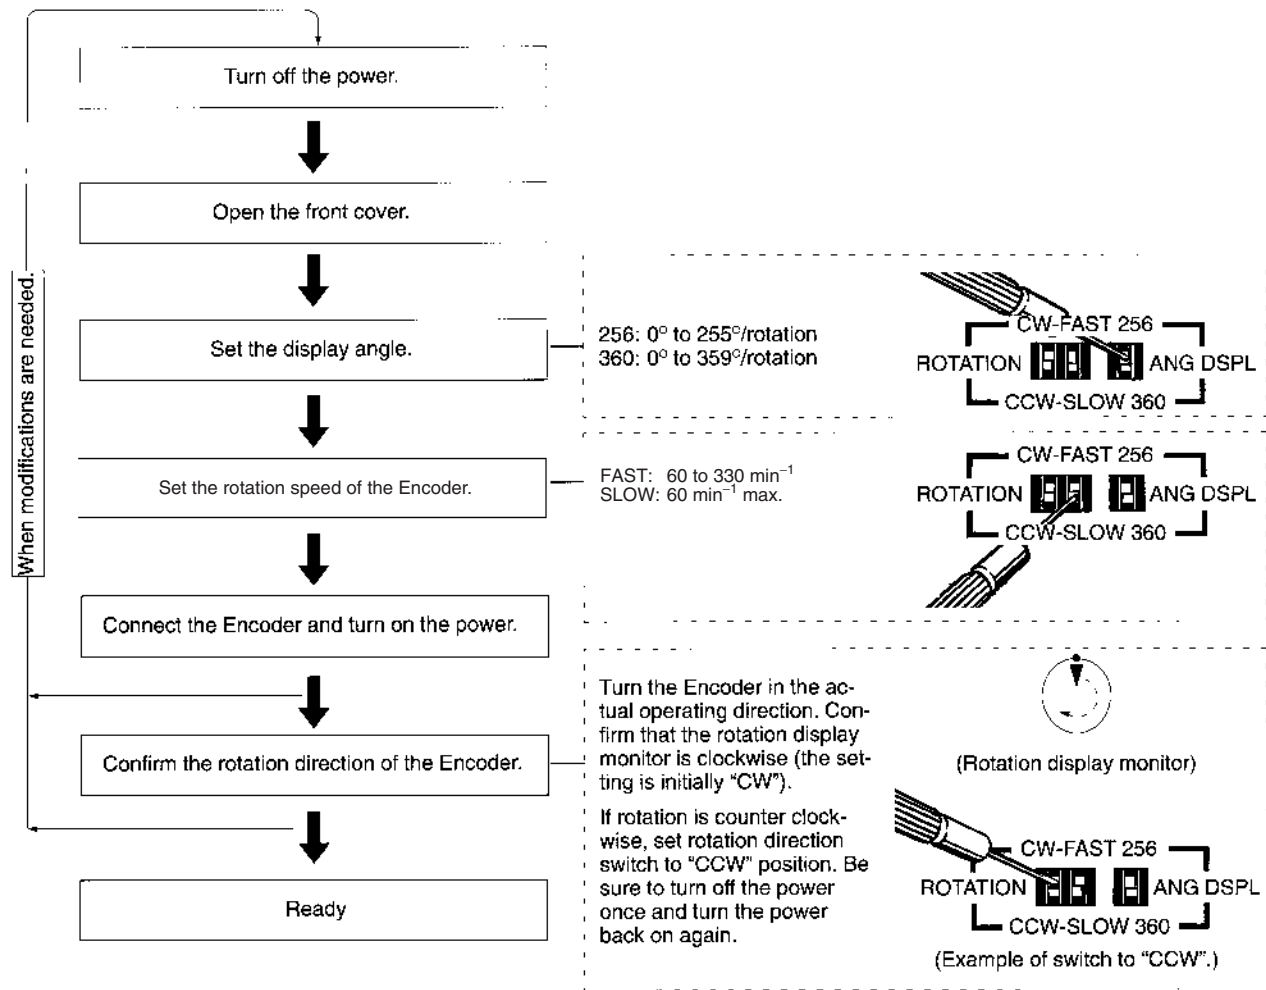 Turn off the power.
Open the front cover.
When modifications are needed.
Set the display angle.
256: 0° to 255°/rotation
360: 0° to 359°/rotation
CW-FAST 256
ROTATION
ANG DSPL
CCW-SLOW 360
Set the rotation speed of the Encoder.
FAST: 60 to 330 min⁻¹
SLOW: 60 min⁻¹ max.
CW-FAST 256
ROTATION
ANG DSPL
CCW-SLOW 360
Connect the Encoder and turn on the power.
Confirm the rotation direction of the Encoder.
Turn the Encoder in the ac-
tual operating direction. Con-
firm that the rotation display
monitor is clockwise (the set-
ting is initially “CW”).
(Rotation display monitor)
If rotation is counter clock-
wise, set rotation direction
switch to “CCW” position. Be
sure to turn off the power
once and turn the power
back on again.
CW-FAST 256
ROTATION
ANG DSPL
CCW-SLOW 360
(Example of switch to “CCW”.)
Ready